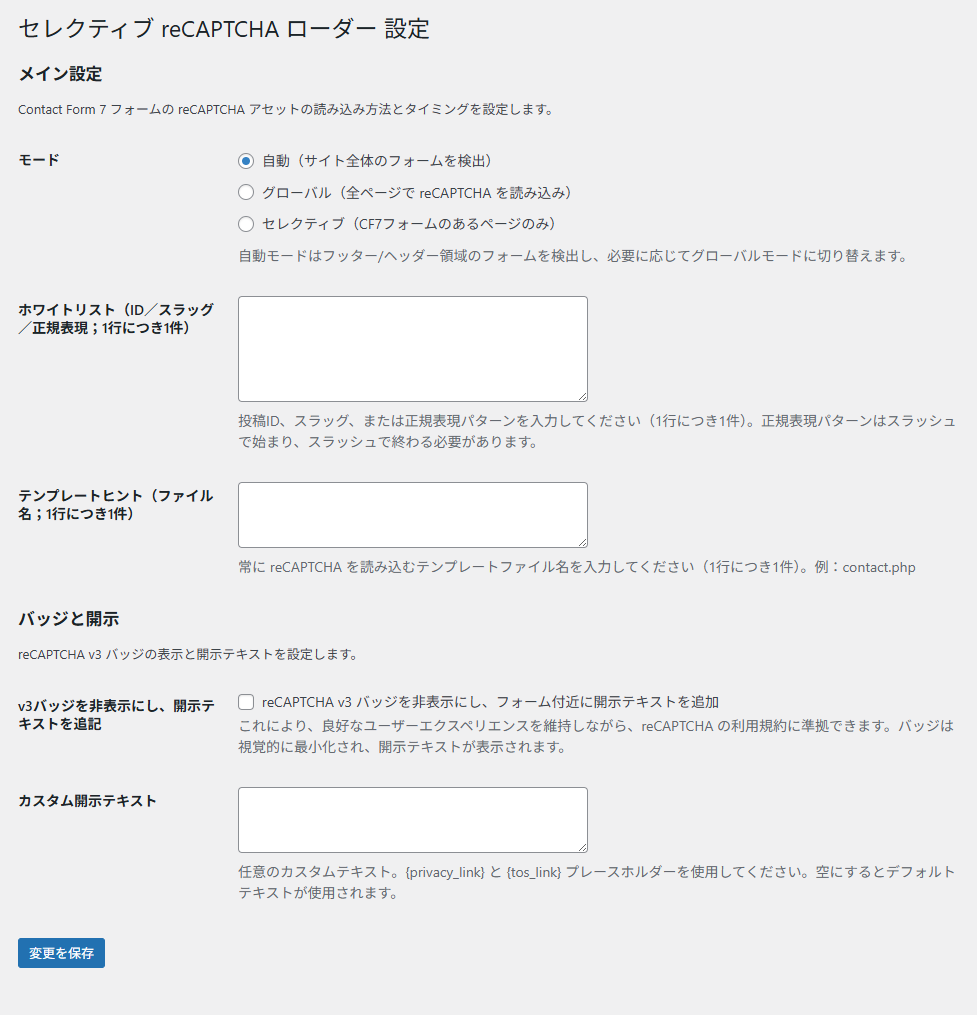 セレクティブ reCAPTCHA ローダー 設定
メイン設定
Contact Form 7 フォームの reCAPTCHA アセットの読み込み方法とタイミングを設定します。
モード
自動（サイト全体のフォームを検出）
グローバル（全ページで reCAPTCHA を読み込み）
セレクティブ（CF7フォームのあるページのみ）
自動モードはフッター/ヘッダー領域のフォームを検出し、必要に応じてグローバルモードに切り替えます。
ホワイトリスト（ID／スラッグ
／正規表現；1行につき1件）
投稿ID、スラッグ、または正規表現パターンを入力してください（1行につき1件）。正規表現パターンはスラッシュ
で始まり、スラッシュで終わる必要があります。
テンプレートヒント（ファイル
名；1行につき1件）
常に reCAPTCHA を読み込むテンプレートファイル名を入力してください（1行につき1件）。例：contact.php
バッジと開示
reCAPTCHA v3 バッジの表示と開示テキストを設定します。
v3バッジを非表示にし、開示テ
キストを追記
reCAPTCHA v3 バッジを非表示にし、フォーム付近に開示テキストを追加
これにより、良好なユーザーエクスペリエンスを維持しながら、reCAPTCHA の利用規約に準拠できます。バッジは
視覚的に最小化され、開示テキストが表示されます。
カスタム開示テキスト
任意のカスタムテキスト。{privacy_link} と {tos_link} プレースホルダーを使用してください。空にするとデフォルト
テキストが使用されます。
変更を保存